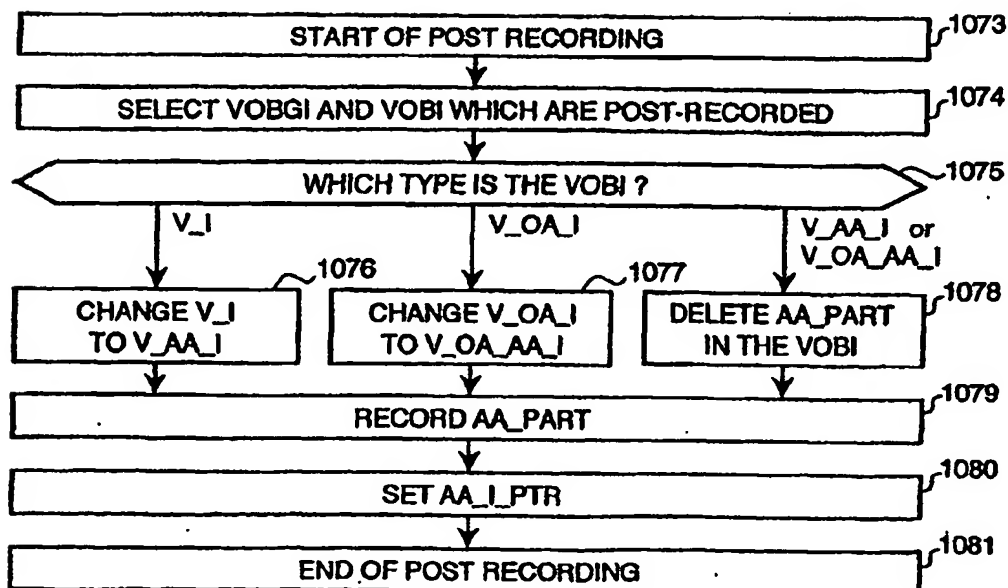 START OF POST RECORDING
1073
SELECT VOBGI AND VOBI WHICH ARE POST-RECORDED
1074
WHICH TYPE IS THE VOBI ?
1075
V_I
V_OA_I
V_AA_I or
V_OA_AA_I
1076
1077
1078
CHANGE V_I
TO V_AA_I
CHANGE V_OA_I
TO V_OA_AA_I
DELETE AA_PART
IN THE VOBI
1079
RECORD AA_PART
1080
SET AA_I_PTR
1081
END OF POST RECORDING